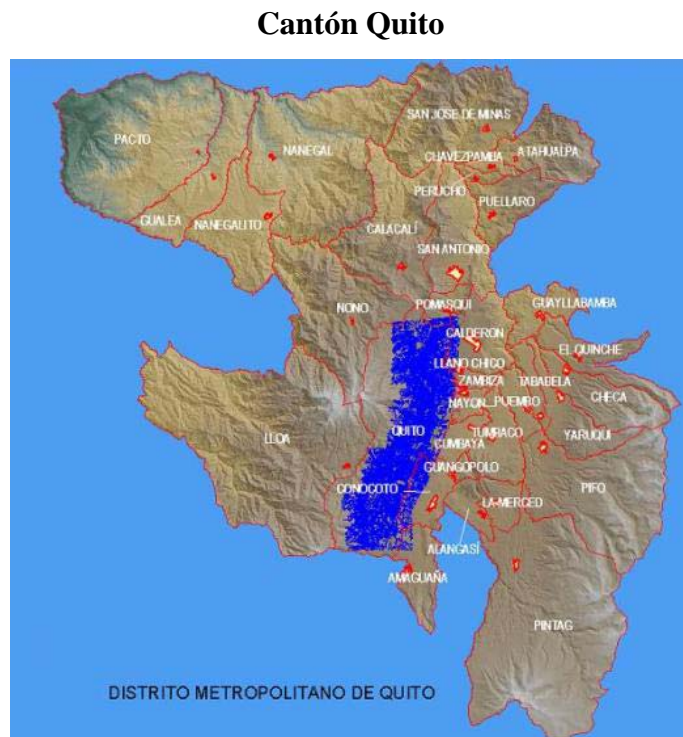 Cantón Quito
SAN JOSE DE MINAS
PACTO
NANEGAL
CHAVEZPAMBA
ATAHUALPA
PERUCHO
PUELLARO
GUALEA
NANEGALITO
CALACALÍ
SAN ANTONIO
NONO
POMASQUI
GUAYLLABAMBA
CALDERON
EL QUINCHE
LLANO CHICO
ZAMBIZA
TABABELA
CHECA
NAYON
PUEMBO
LLOA
QUITO
TUMBACO
YARUQUI
CUMBAYA
GUANGOPOLO
CONOCOTO
PIFO
LA-MERCED
ALANGASÍ
AMAGUAÑA
PINTAG
DISTRITO METROPOLITANO DE QUITO